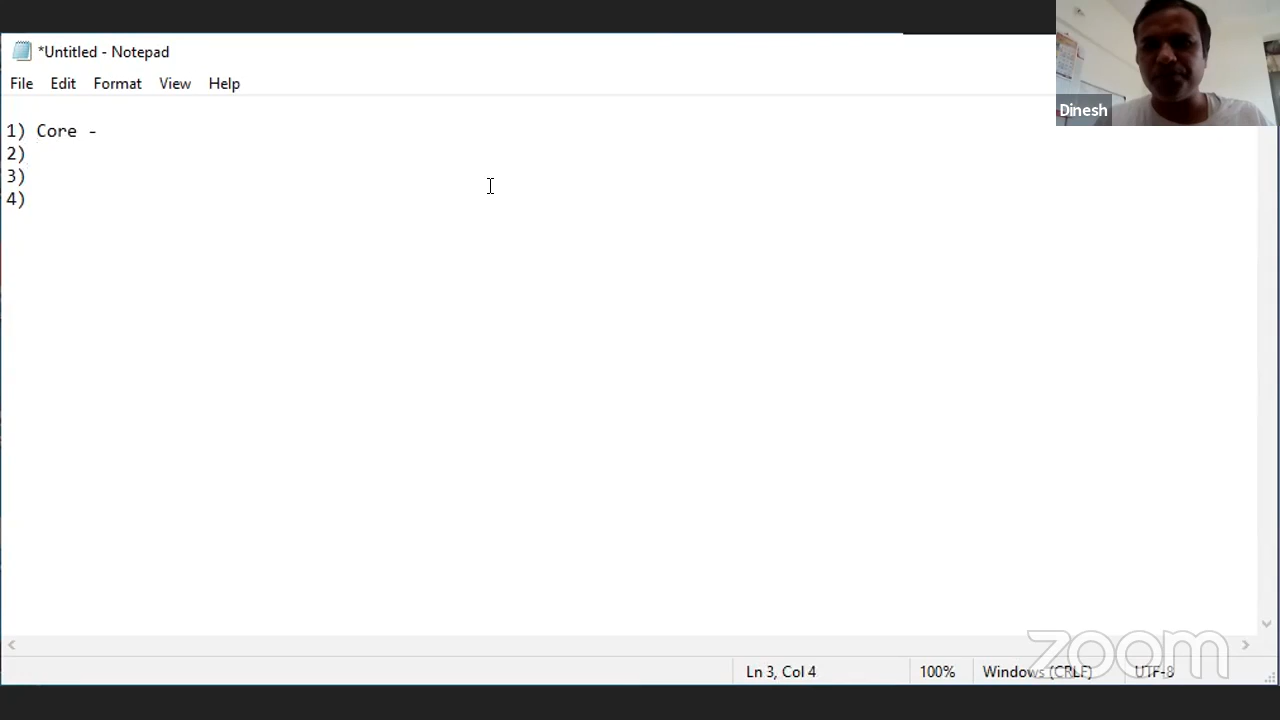 *Untitled - Notepad
File Edit Format View Help
Dinesh
1) Core -
2)
3)
4)
Ln 3, Col 4 100% Windows (CRLF) UTF-8
zoom